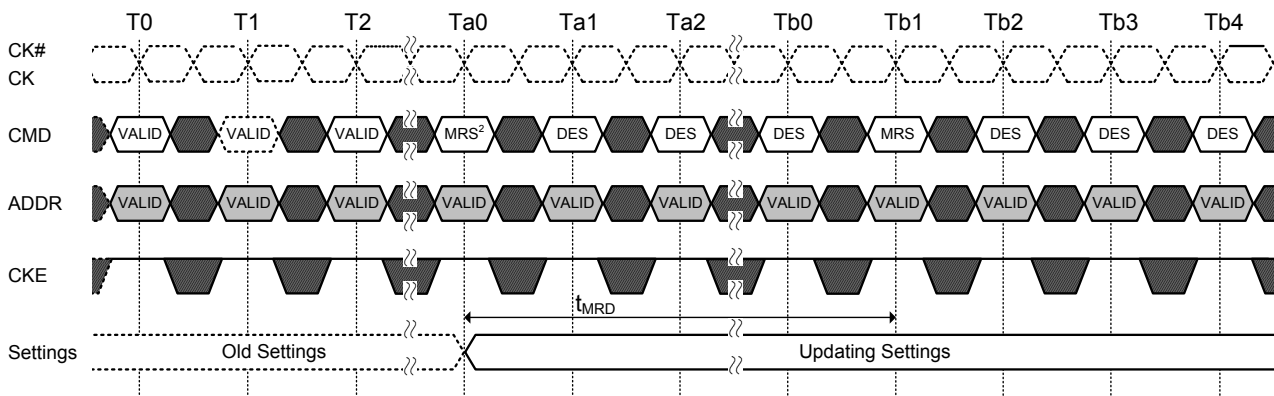 T0 T1 T2 Ta0 Ta1 Ta2 Tb0 Tb1 Tb2 Tb3 Tb4
CK#
CK
CMD VALID VALID VALID MRS² DES DES DES MRS DES DES DES
ADDR VALID VALID VALID VALID VALID VALID VALID VALID VALID VALID VALID
CKE
tMRD
Settings Old Settings Updating Settings